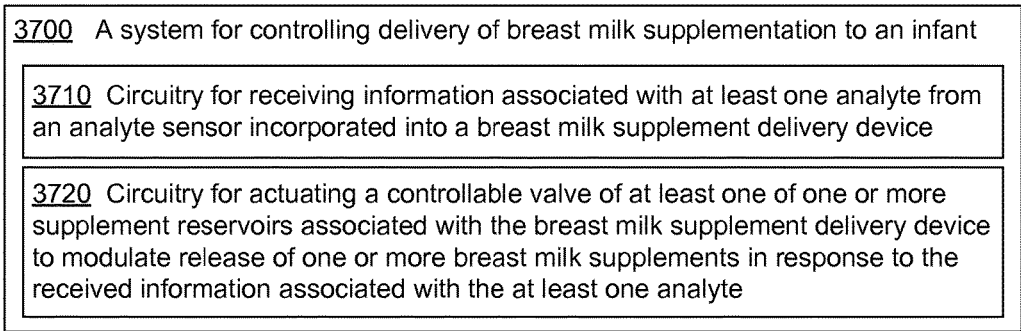 3700 A system for controlling delivery of breast milk supplementation to an infant
3710 Circuitry for receiving information associated with at least one analyte from
an analyte sensor incorporated into a breast milk supplement delivery device
3720 Circuitry for actuating a controllable valve of at least one of one or more
supplement reservoirs associated with the breast milk supplement delivery device
to modulate release of one or more breast milk supplements in response to the
received information associated with the at least one analyte